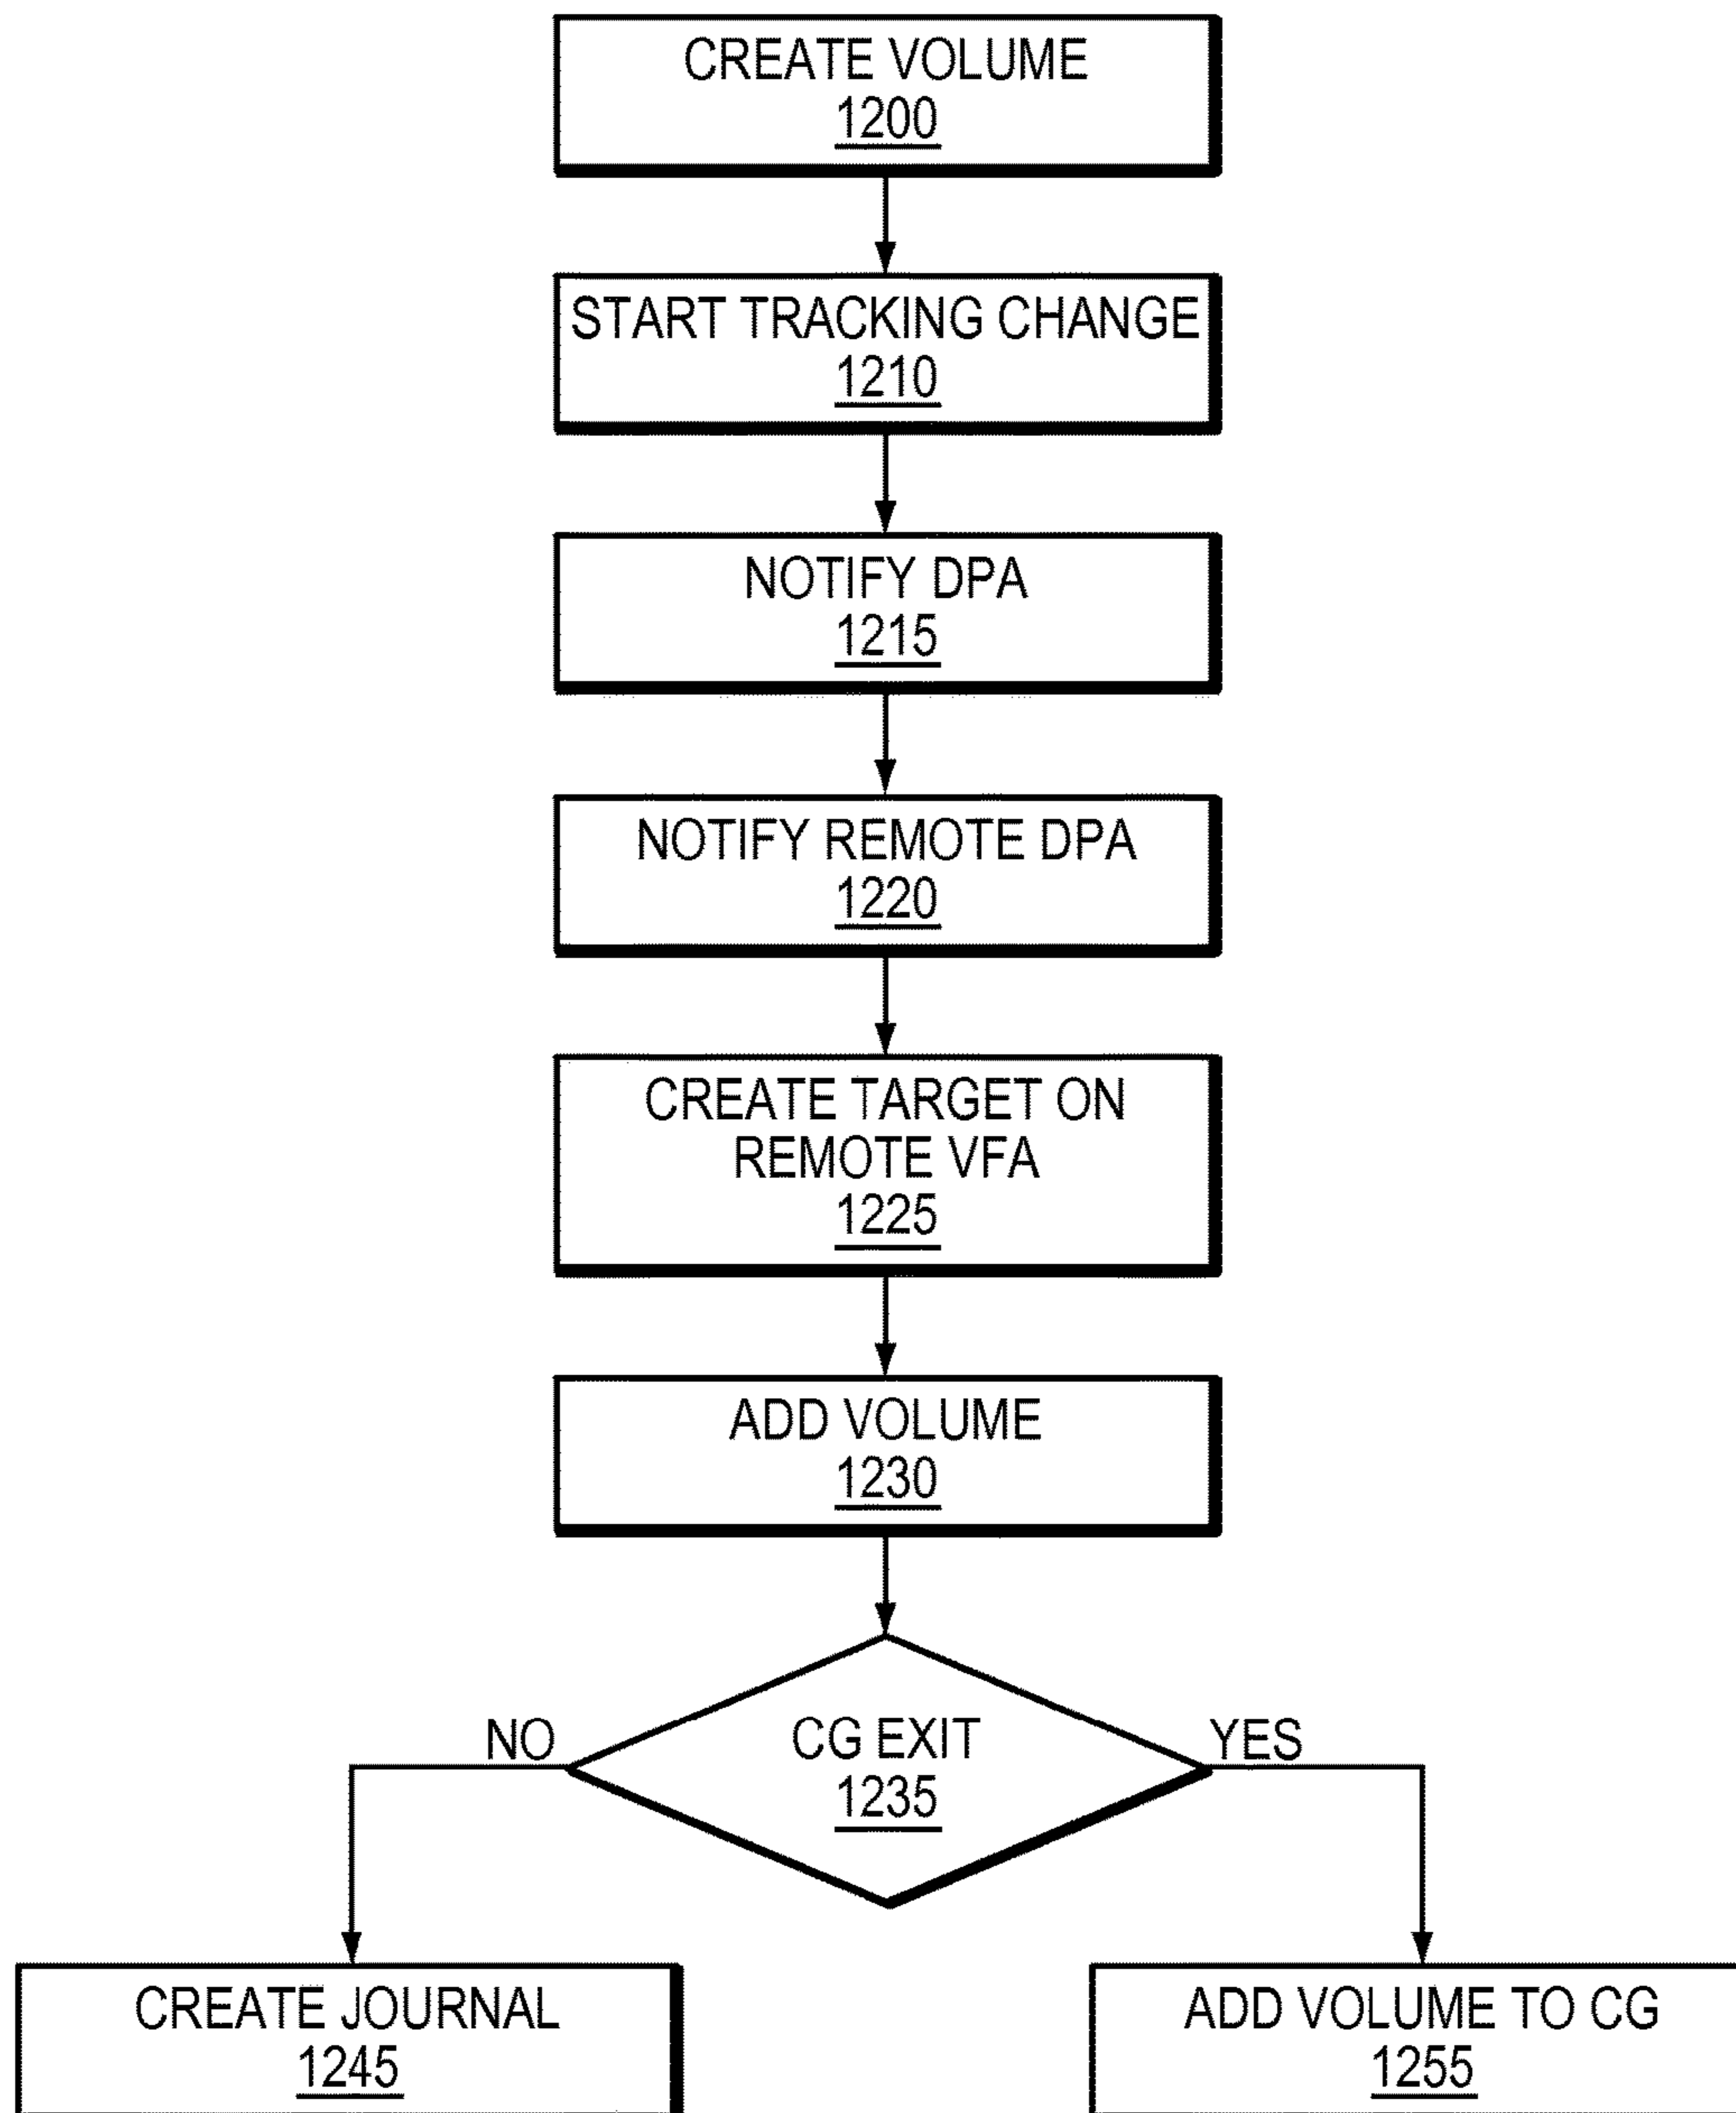 CREATE VOLUME
1200
START TRACKING CHANGE
1210
NOTIFY DPA
1215
NOTIFY REMOTE DPA
1220
CREATE TARGET ON
REMOTE VFA
1225
ADD VOLUME
1230
CG EXIT
1235
NO
YES
CREATE JOURNAL
1245
ADD VOLUME TO CG
1255